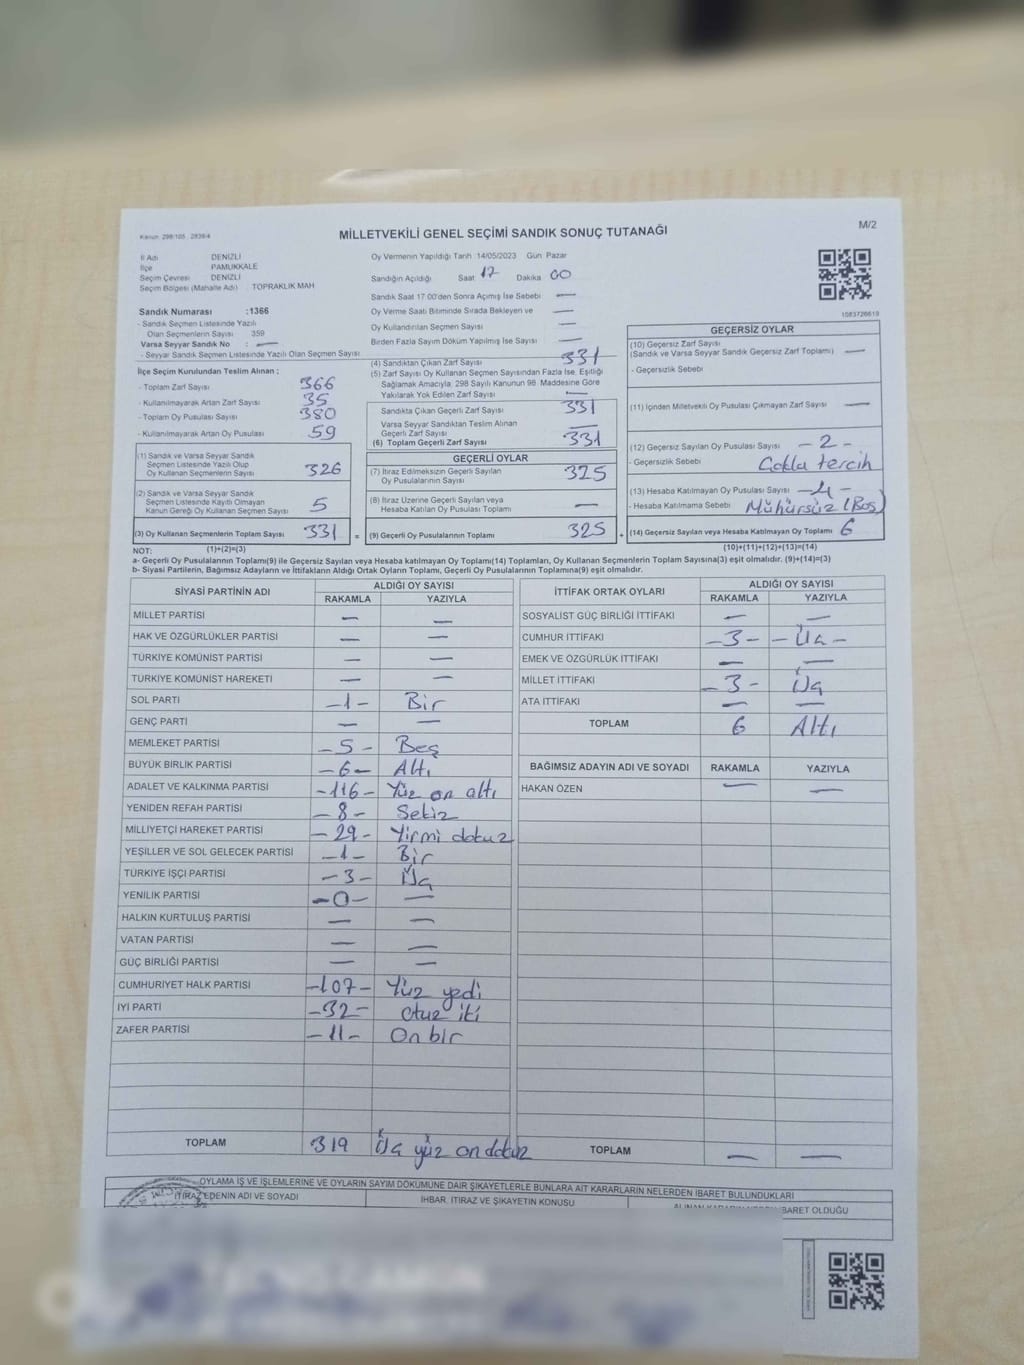 Kanun 298/105 2839/4
MİLLETVEKİLİ GENEL SEÇİMİ SANDIK SONUÇ TUTANAĞI
M/2
İl Adı DENİZLİ
İlçe PAMUKKALE
Seçim Çevresi DENİZLİ
Seçim Bölgesi (Mahalle Adı) TOPRAKLIK MAH
Sandık Numarası :1366
- Sandık Seçmen Listesinde Yazılı
Olan Seçmenlerin Sayısı 359
Varsa Seyyar Sandık No : —
- Seyyar Sandık Seçmen Listesinde Yazılı Olan Seçmen Sayısı
İlçe Seçim Kurulundan Teslim Alınan :
- Toplam Zarf Sayısı 366
- Kullanılmayarak Artan Zarf Sayısı 35
- Toplam Oy Pusulası Sayısı 380
- Kullanılmayarak Artan Oy Pusulası 59
(1) Sandık ve Varsa Seyyar Sandık
Seçmen Listesinde Yazılı Olup
Oy Kullanan Seçmenlerin Sayısı 326
(2) Sandık ve Varsa Seyyar Sandık
Seçmen Listesinde Kayıtlı Olmayan
Kanun Gereği Oy Kullanan Seçmen Sayısı 5
(3) Oy Kullanan Seçmenlerin Toplam Sayısı 331 =
Oy Vermenin Yapıldığı Tarih 14/05/2023 Gün Pazar
Sandığın Açıldığı Saat 17 Dakika 00
Sandık Saat 17 00'den Sonra Açımış İse Sebebi —
Oy Verme Saati Bitiminde Sırada Bekleyen ve —
Oy Kullandırılan Seçmen Sayısı —
Birden Fazla Sayım Döküm Yapılmış İse Sayısı —
(4) Sandıktan Çıkan Zarf Sayısı 331
(5) Zarf Sayısı Oy Kullanan Seçmen Sayısından Fazla İse, Eşitliği
Sağlamak Amacıyla, 298 Sayılı Kanunun 98. Maddesine Göre
Yakılarak Yok Edilen Zarf Sayısı —
Sandıkta Çıkan Geçerli Zarf Sayısı 331
Varsa Seyyar Sandıktan Teslim Alınan
Geçerli Zarf Sayısı —
(6) Toplam Geçerli Zarf Sayısı 331
GEÇERLİ OYLAR
(7) İtiraz Edilmeksizin Geçerli Sayılan
Oy Pusulalarının Sayısı 325
(8) İtiraz Üzerine Geçerli Sayılan veya
Hesaba Katılan Oy Pusulası Toplamı —
(9) Geçerli Oy Pusulalarının Toplamı 325 +
1083726619
GEÇERSİZ OYLAR
(10) Geçersiz Zarf Sayısı
(Sandık ve Varsa Seyyar Sandık Geçersiz Zarf Toplamı) —
- Geçersizlik Sebebi
(11) İçinden Milletvekili Oy Pusulası Çıkmayan Zarf Sayısı —
(12) Geçersiz Sayılan Oy Pusulası Sayısı - 2 -
- Geçersizlik Sebebi Çokla tercih
(13) Hesaba Katılmayan Oy Pusulası Sayısı - 4 -
- Hesaba Katılmama Sebebi Mühürsüz (Boş)
(14) Geçersiz Sayılan veya Hesaba Katılmayan Oy Toplamı 6
NOT: (1)+(2)=(3) (10)+(11)+(12)+(13)=(14)
a- Geçerli Oy Pusulalarının Toplamı(9) ile Geçersiz Sayılan veya Hesaba katılmayan Oy Toplam(14) Toplamları, Oy Kullanan Seçmenlerin Toplam Sayısına(3) eşit olmalıdır. (9)+(14)=(3)
b- Siyasi Partilerin, Bağımsız Adayların ve İttifakların Aldığı Ortak Oyların Toplamı, Geçerli Oy Pusulalarının Toplamına(9) eşit olmalıdır.
SİYASİ PARTİNİN ADI ALDIĞI OY SAYISI
RAKAMLA YAZIYLA
MİLLET PARTİSİ — —
HAK VE ÖZGÜRLÜKLER PARTİSİ — —
TÜRKİYE KOMÜNİST PARTİSİ — —
TÜRKİYE KOMÜNİST HAREKETİ — —
SOL PARTİ -1- Bir
GENÇ PARTİ — —
MEMLEKET PARTİSİ -5- Beş
BÜYÜK BİRLİK PARTİSİ -6- Altı
ADALET VE KALKINMA PARTİSİ -116- Yüz on altı
YENİDEN REFAH PARTİSİ -8- Sekiz
MİLLİYETÇİ HAREKET PARTİSİ -29- Yirmi dokuz
YEŞİLLER VE SOL GELECEK PARTİSİ -1- Bir
TÜRKİYE İŞÇİ PARTİSİ -3- Üç
YENİLİK PARTİSİ -0- —
HALKIN KURTULUŞ PARTİSİ — —
VATAN PARTİSİ — —
GÜÇ BİRLİĞİ PARTİSİ — —
CUMHURİYET HALK PARTİSİ -107- Yüz yedi
İYİ PARTİ -32- Otuz iki
ZAFER PARTİSİ -11- On bir
TOPLAM 319 Üç yüz on dokuz
İTTİFAK ORTAK OYLARI ALDIĞI OY SAYISI
RAKAMLA YAZIYLA
SOSYALİST GÜÇ BİRLİĞİ İTTİFAKI — —
CUMHUR İTTİFAKI -3- -Üç-
EMEK VE ÖZGÜRLÜK İTTİFAKI — —
MİLLET İTTİFAKI -3- Üç
ATA İTTİFAKI — —
TOPLAM 6 Altı
BAĞIMSIZ ADAYIN ADI VE SOYADI RAKAMLA YAZIYLA
HAKAN ÖZEN — —
TOPLAM — —
OYLAMA İŞ VE İŞLEMLERİNE VE OYLARIN SAYIM DÖKÜMÜNE DAİR ŞİKAYETLERLE BUNLARA AİT KARARLARIN NELERDEN İBARET BULUNDUKLARI
İTİRAZ EDENİN ADI VE SOYADI İHBAR, İTİRAZ VE ŞİKAYETİN KONUSU